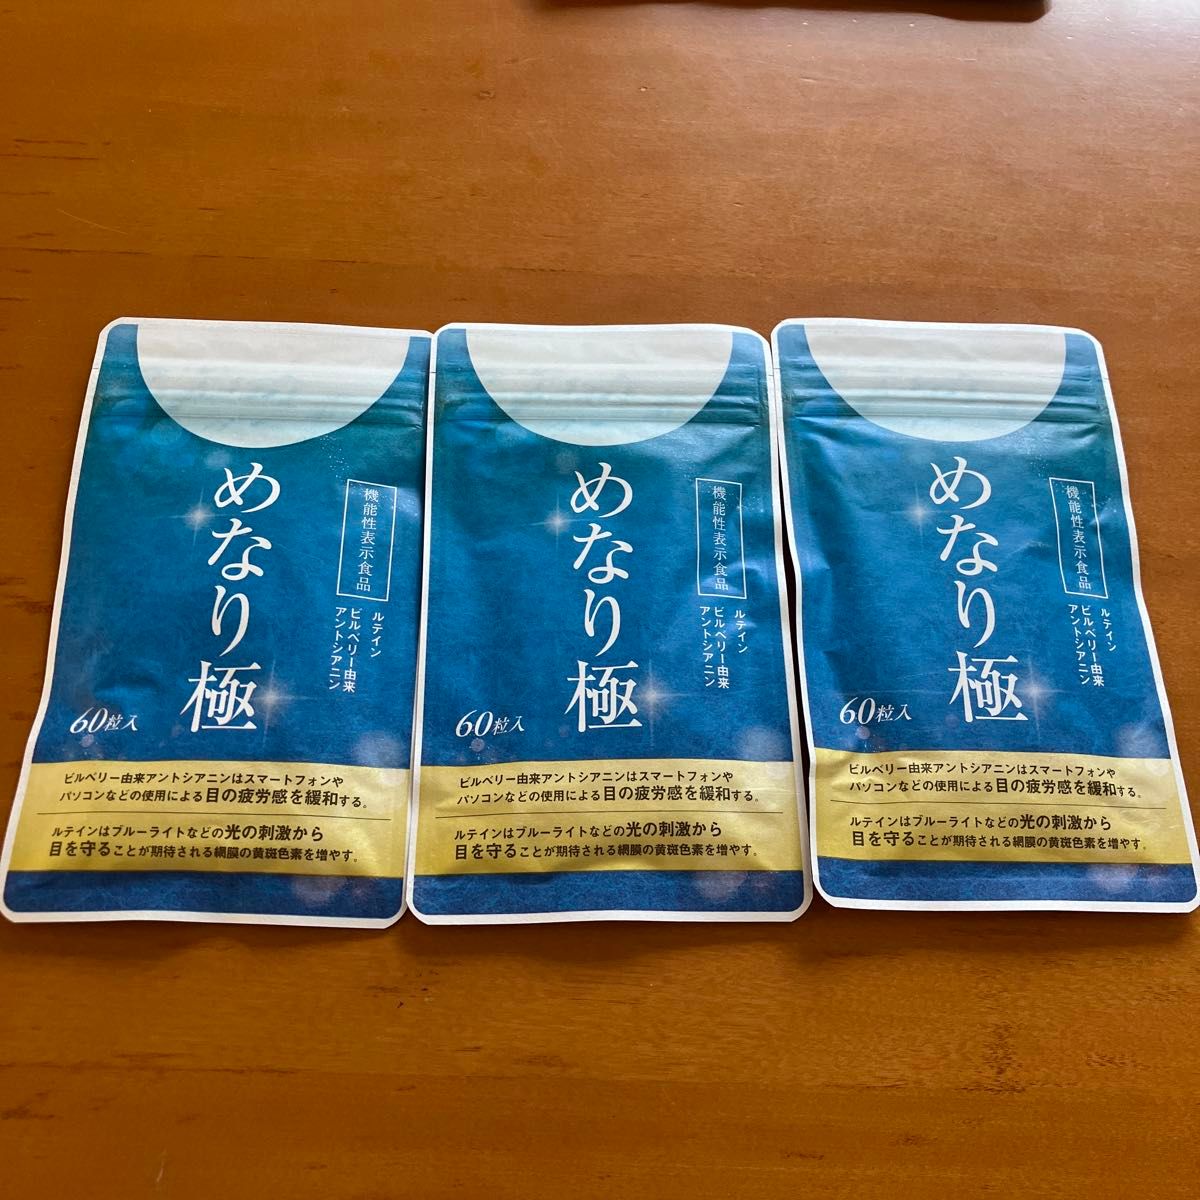 めなり極
機能性表示食品
ルテイン
ビルベリー由来
アントシアニン
60粒入
ビルベリー由来アントシアニンはスマートフォンや
パソコンなどの使用による目の疲労感を緩和する。
ルテインはブルーライトなどの光の刺激から
目を守ることが期待される網膜の黄斑色素を増やす。
めなり極
機能性表示食品
ルテイン
ビルベリー由来
アントシアニン
60粒入
ビルベリー由来アントシアニンはスマートフォンや
パソコンなどの使用による目の疲労感を緩和する。
ルテインはブルーライトなどの光の刺激から
目を守ることが期待される網膜の黄斑色素を増やす。
めなり極
機能性表示食品
ルテイン
ビルベリー由来
アントシアニン
60粒入
ビルベリー由来アントシアニンはスマートフォンや
パソコンなどの使用による目の疲労感を緩和する。
ルテインはブルーライトなどの光の刺激から
目を守ることが期待される網膜の黄斑色素を増やす。